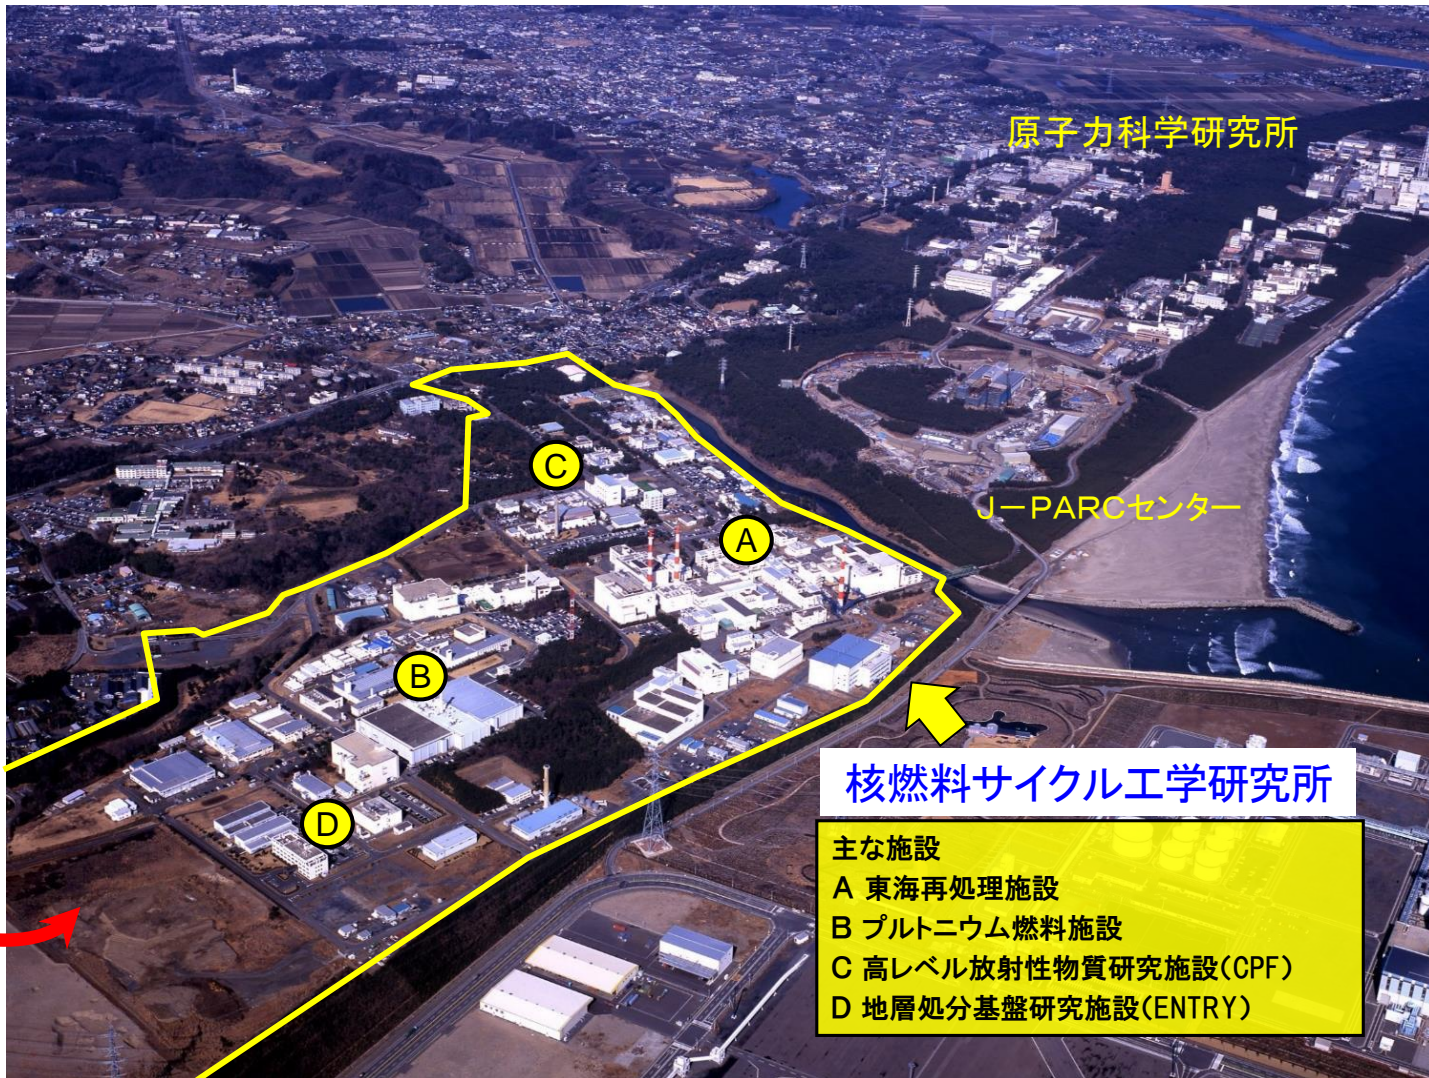 原子力科学研究所
C
J－PARCセンター
A
B
D
核燃料サイクル工学研究所
主な施設
A 東海再処理施設
B プルトニウム燃料施設
C 高レベル放射性物質研究施設(CPF)
D 地層処分基盤研究施設(ENTRY)